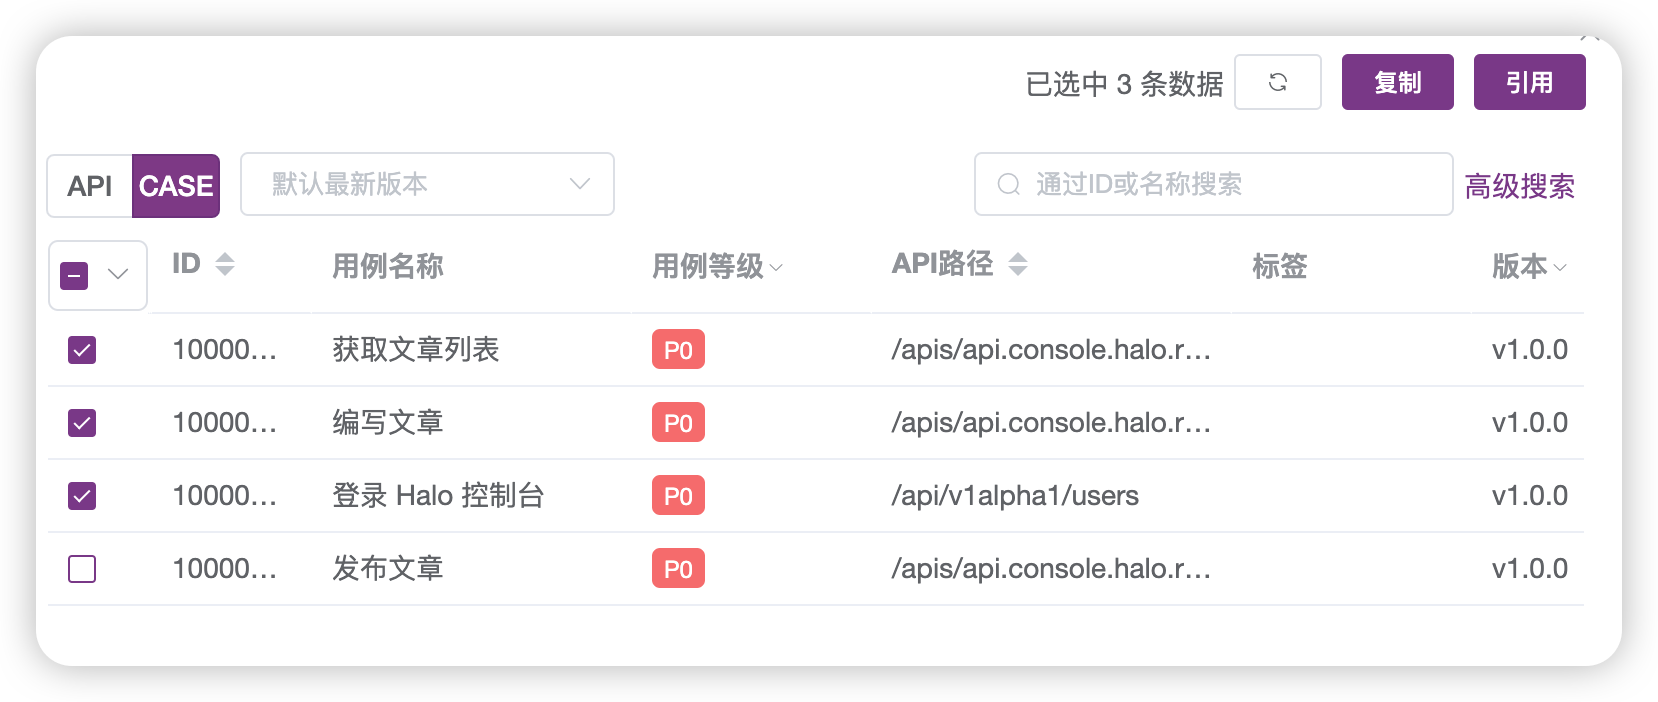 已选中 3 条数据 复制 引用
API CASE 默认最新版本 通过ID或名称搜索 高级搜索
ID 用例名称 用例等级 API路径 标签 版本
10000... 获取文章列表 P0 /apis/api.console.halo.r... v1.0.0
10000... 编写文章 P0 /apis/api.console.halo.r... v1.0.0
10000... 登录 Halo 控制台 P0 /api/v1alpha1/users v1.0.0
10000... 发布文章 P0 /apis/api.console.halo.r... v1.0.0